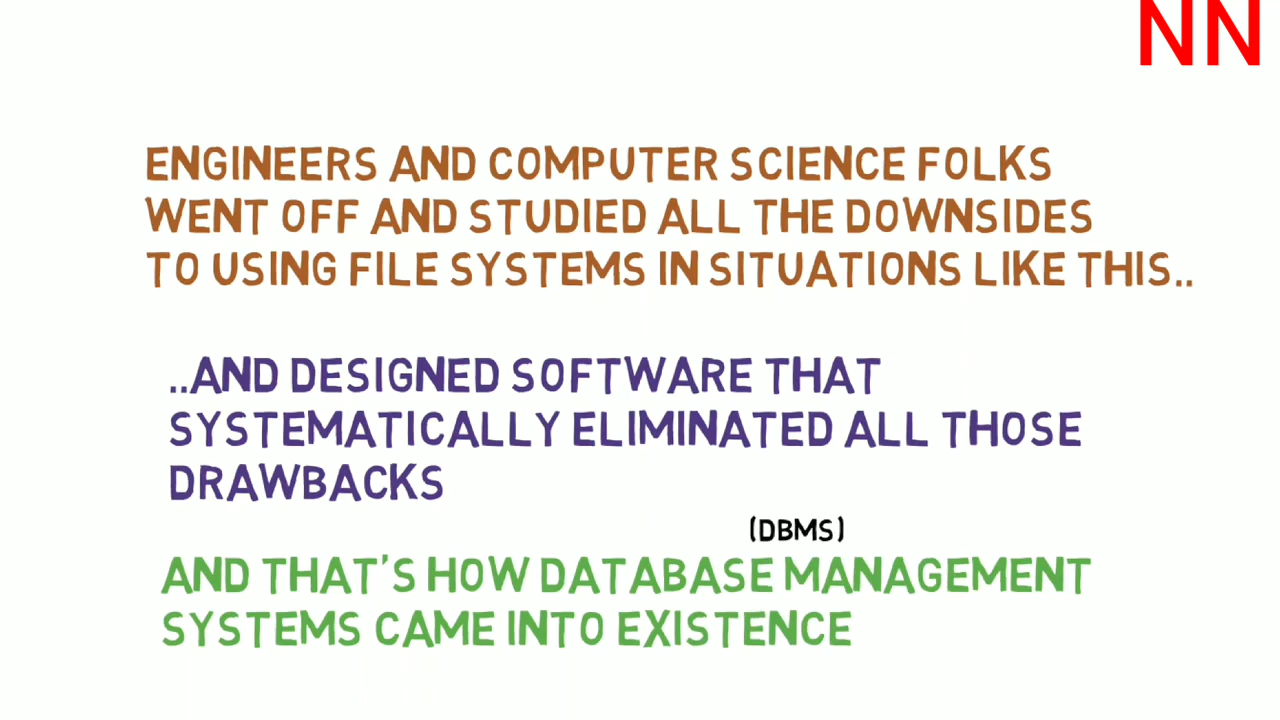 NN
ENGINEERS AND COMPUTER SCIENCE FOLKS
WENT OFF AND STUDIED ALL THE DOWNSIDES
TO USING FILE SYSTEMS IN SITUATIONS LIKE THIS..
..AND DESIGNED SOFTWARE THAT
SYSTEMATICALLY ELIMINATED ALL THOSE
DRAWBACKS
(DBMS)
AND THAT'S HOW DATABASE MANAGEMENT
SYSTEMS CAME INTO EXISTENCE